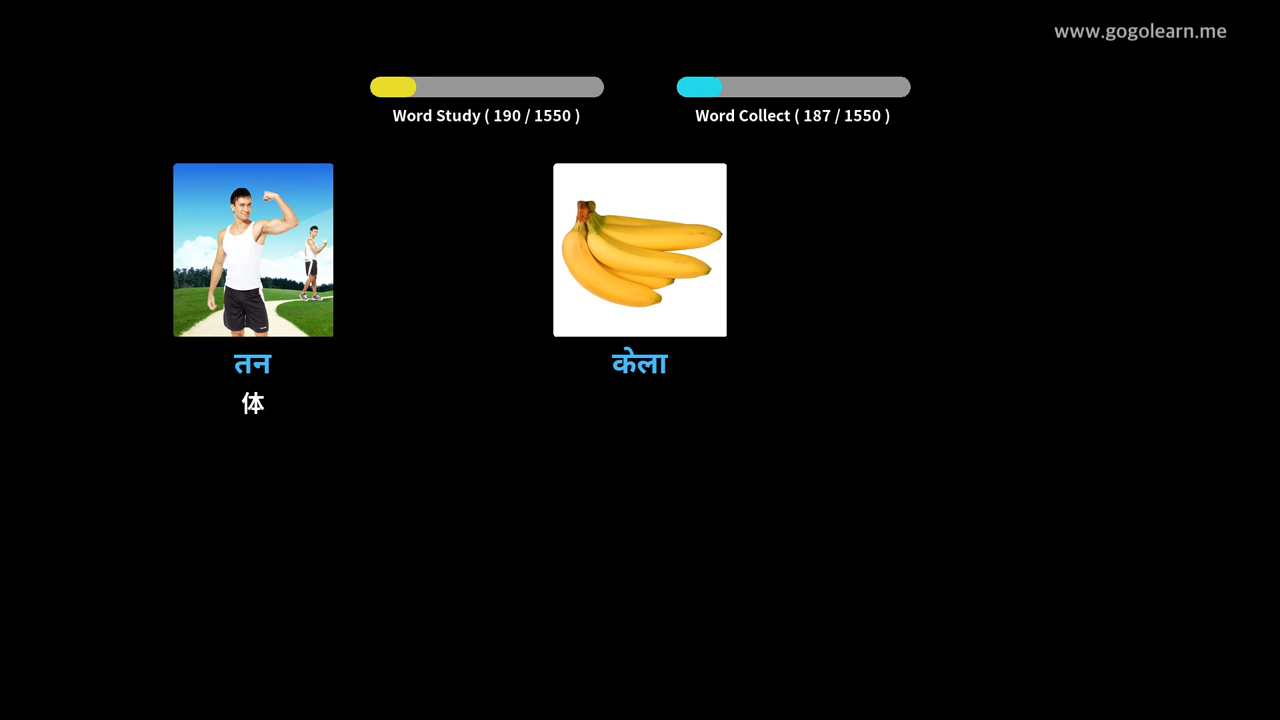 www.gogolearn.me
Word Study ( 190 / 1550 )
Word Collect ( 187 / 1550 )
तन
केला
体